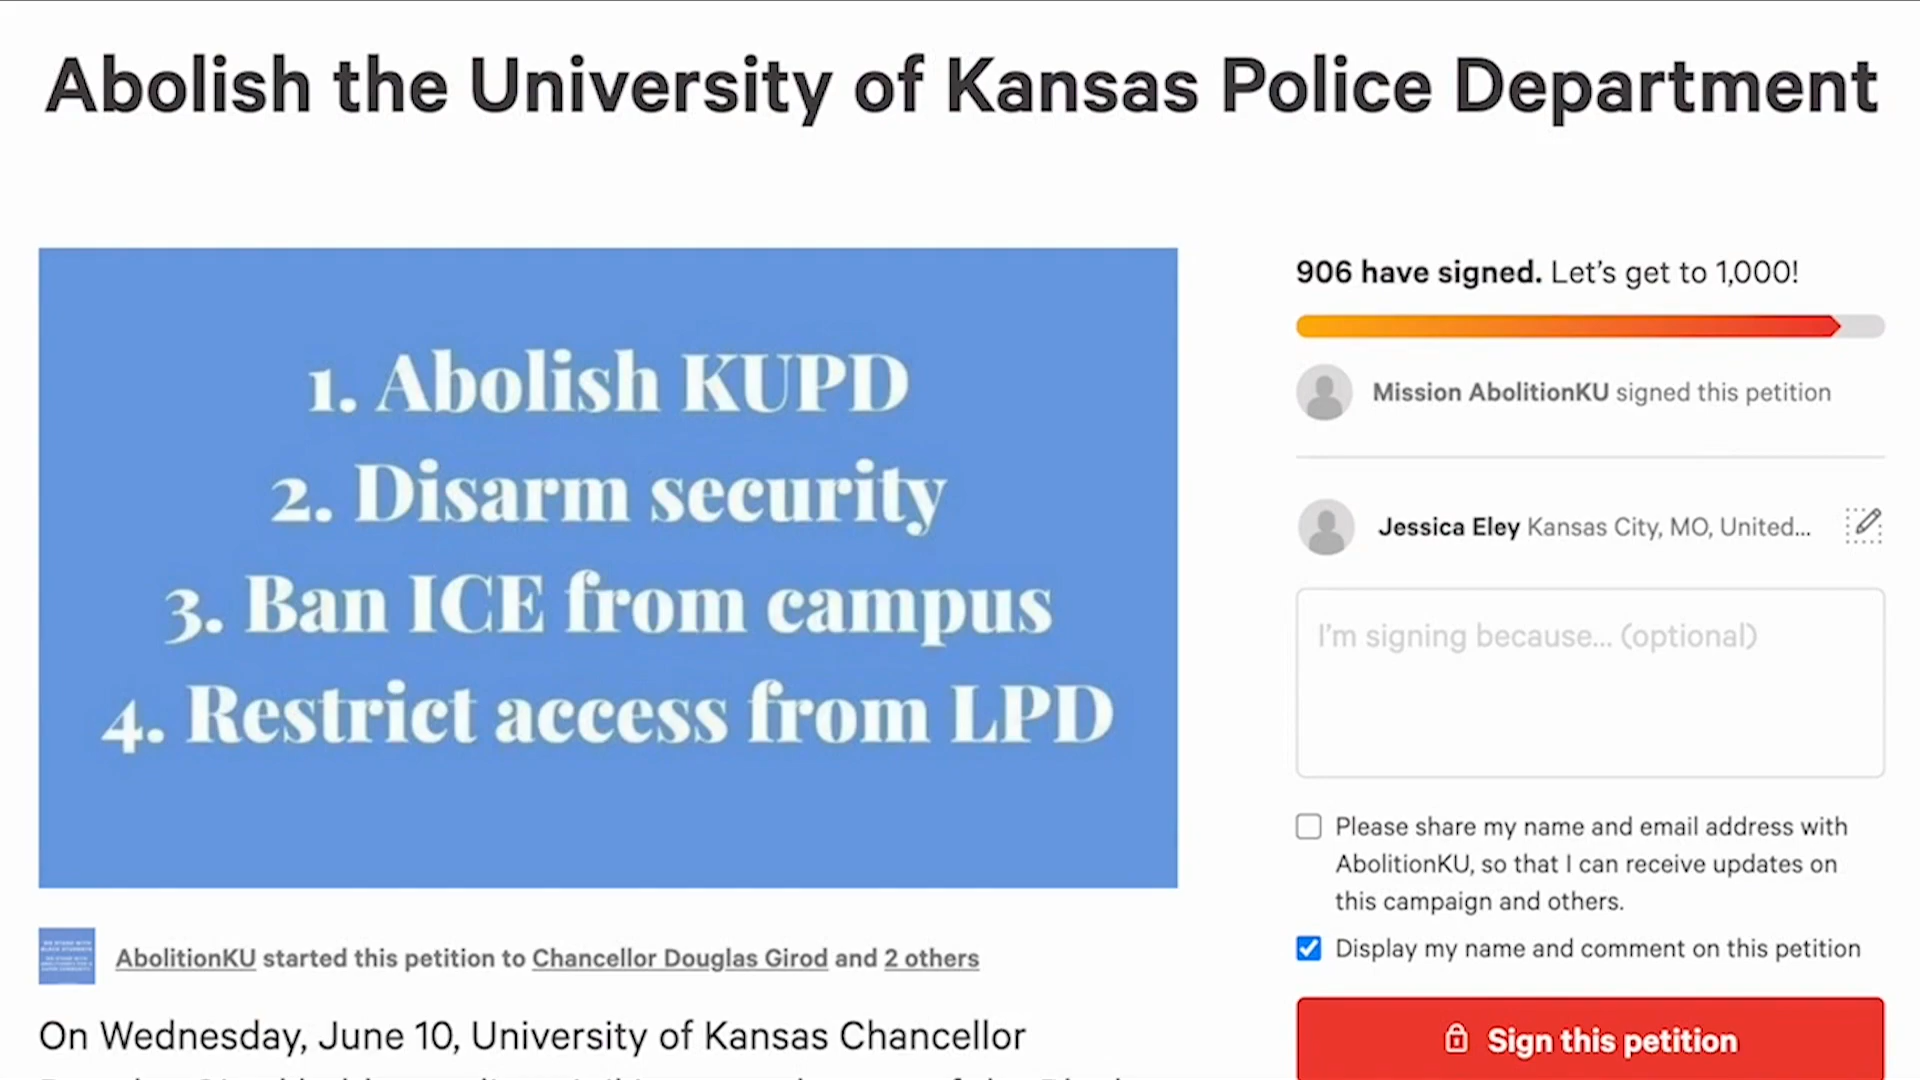 Abolish the University of Kansas Police Department
1. Abolish KUPD
2. Disarm security
3. Ban ICE from campus
4. Restrict access from LPD
AbolitionKU started this petition to Chancellor Douglas Girod and 2 others
On Wednesday, June 10, University of Kansas Chancellor
906 have signed. Let's get to 1,000!
Mission AbolitionKU signed this petition
Jessica Eley Kansas City, MO, United...
I'm signing because... (optional)
Please share my name and email address with
AbolitionKU, so that I can receive updates on
this campaign and others.
Display my name and comment on this petition
Sign this petition